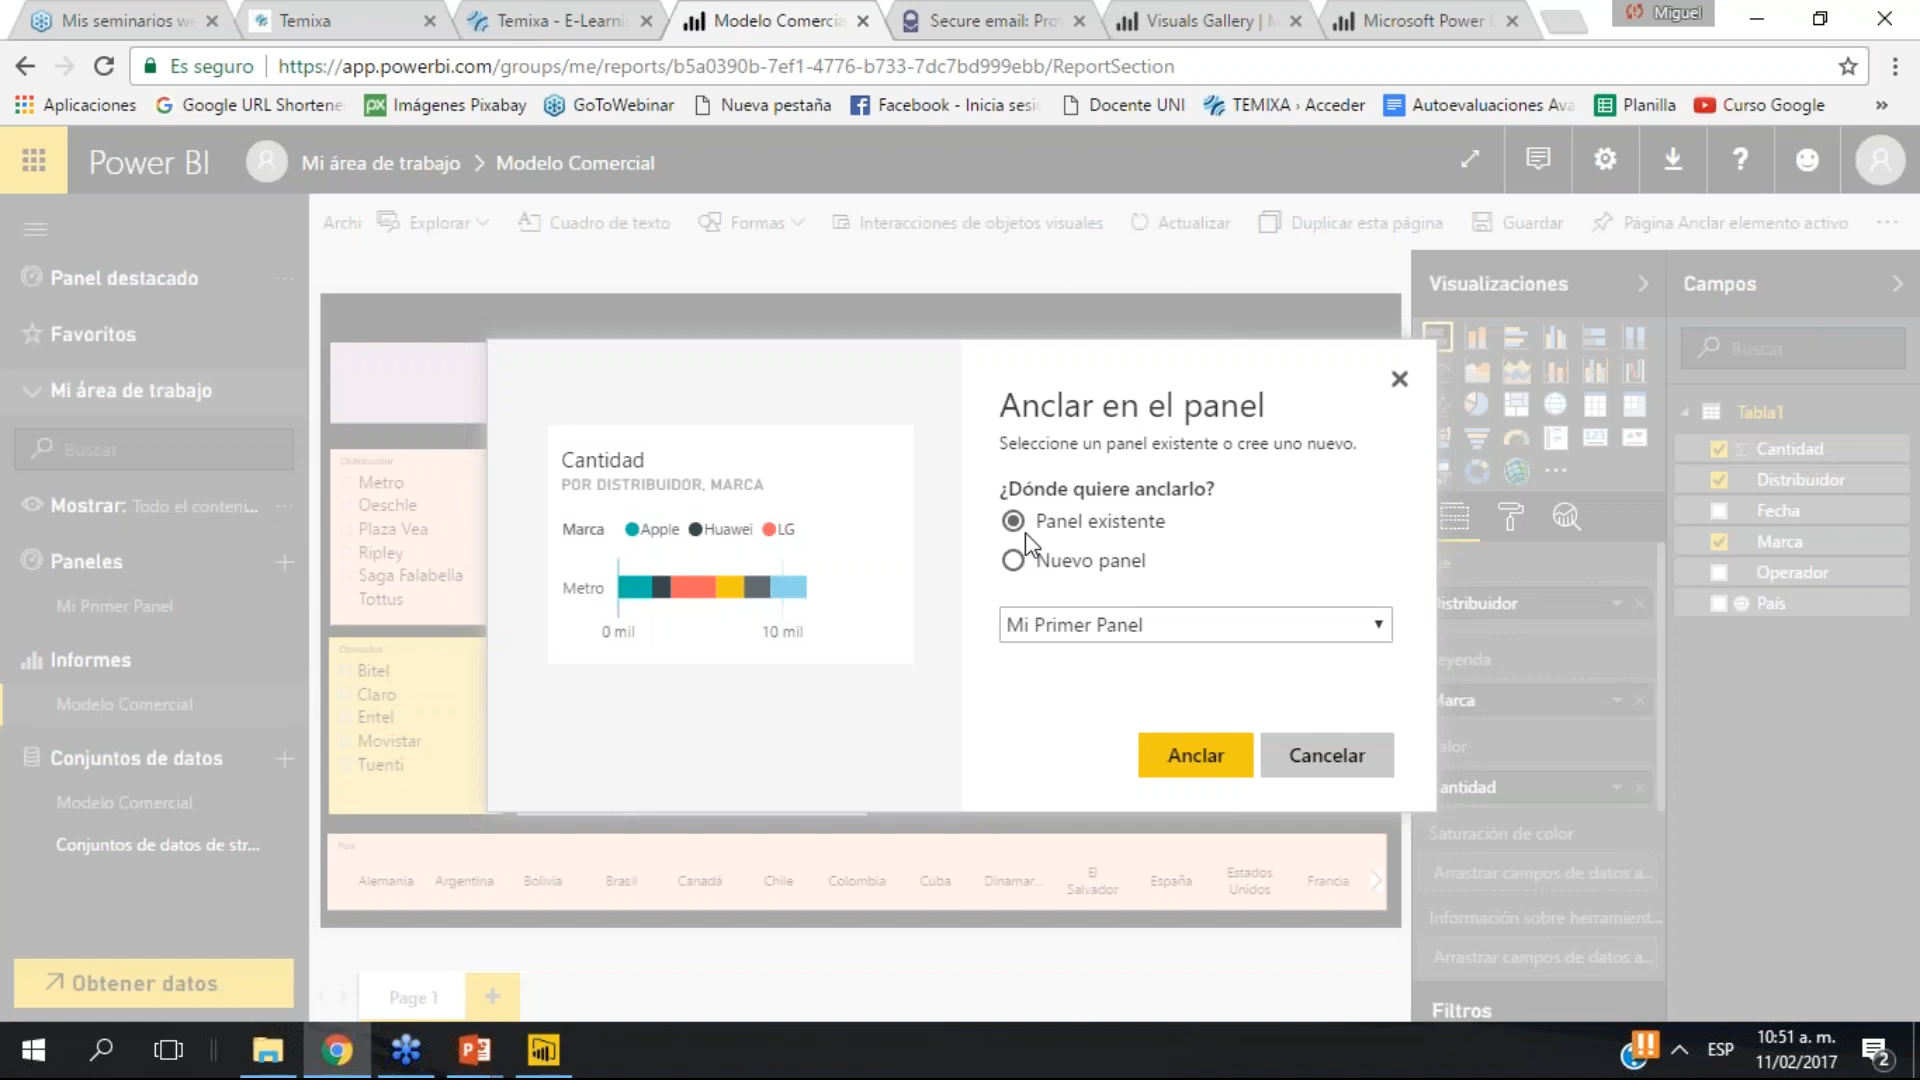 Mis seminarios we
Temixa
Temixa - E-Learni
Modelo Comercia
Secure email: Pro
Visuals Gallery | M
Microsoft Power
Miguel
Es seguro
https://app.powerbi.com/groups/me/reports/b5a0390b-7ef1-4776-b733-7dc7bd999ebb/ReportSection
Aplicaciones
Google URL Shortene
Imágenes Pixabay
GoToWebinar
Nueva pestaña
Facebook - Inicia sesi
Docente UNI
TEMIXA › Acceder
Autoevaluaciones Ava
Planilla
Curso Google
Power BI
Mi área de trabajo > Modelo Comercial
Archi
Explorar
Cuadro de texto
Formas
Interacciones de objetos visuales
Actualizar
Duplicar esta página
Guardar
Página Anclar elemento activo
Panel destacado
Favoritos
Mi área de trabajo
Buscar
Mostrar: Todo el conteni...
Paneles
Mi Primer Panel
Informes
Modelo Comercial
Conjuntos de datos
Modelo Comercial
Conjuntos de datos de str...
Obtener datos
Distribuidor
Metro
Oeschle
Plaza Vea
Ripley
Saga Falabella
Tottus
Operador
Bitel
Claro
Entel
Movistar
Tuenti
Cantidad
POR DISTRIBUIDOR, MARCA
Marca Apple Huawei LG
Metro
0 mil 10 mil
Anclar en el panel
Seleccione un panel existente o cree uno nuevo.
¿Dónde quiere anclarlo?
Panel existente
Nuevo panel
Mi Primer Panel
Anclar
Cancelar
País
Alemania Argentina Bolivia Brasil Canadá Chile Colombia Cuba Dinamar... El Salvador España Estados Unidos Francia
Page 1
Visualizaciones
je
istribuidor
eyenda
Marca
alor
antidad
Saturación de color
Arrastrar campos de datos a...
Información sobre herramient...
Arrastrar campos de datos a...
Filtros
Campos
Buscar
Tabla1
Cantidad
Distribuidor
Fecha
Marca
Operador
País
ESP
10:51 a. m.
11/02/2017
2